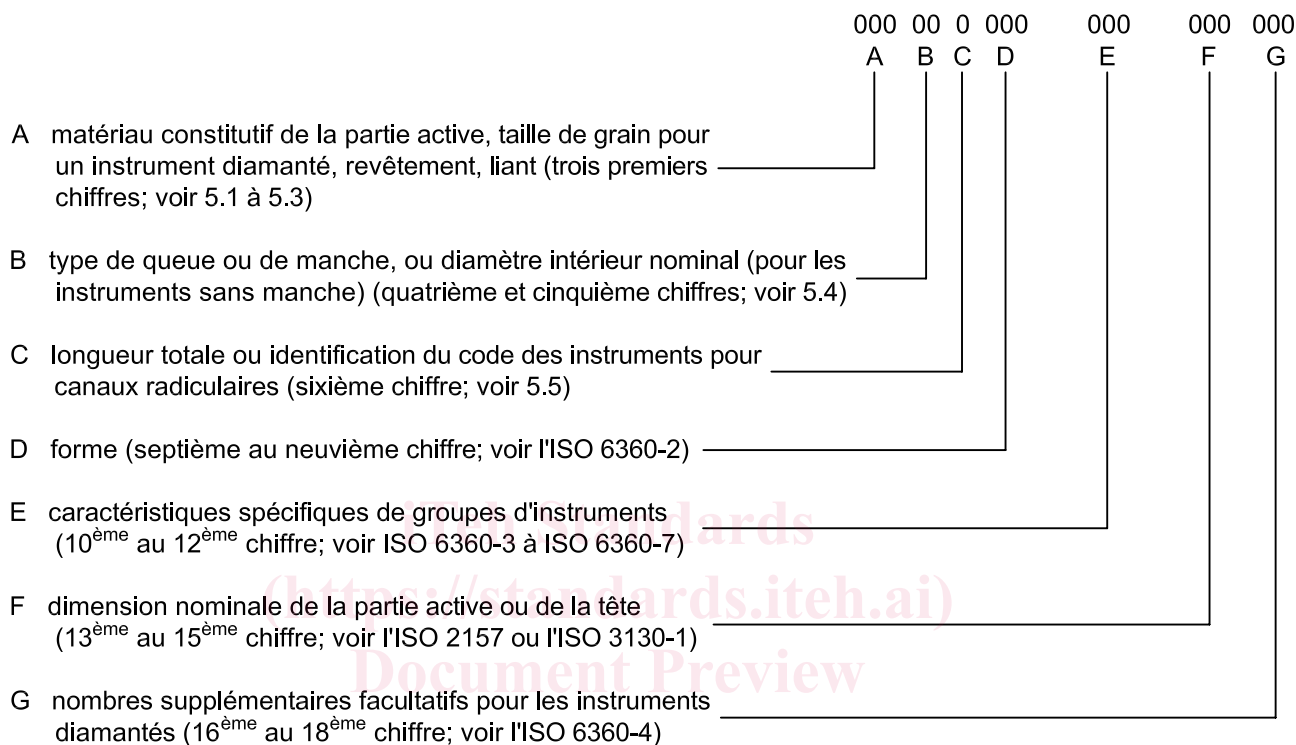 000 00 0 000 000 000 000
A B C D E F G
A matériau constitutif de la partie active, taille de grain pour
un instrument diamanté, revêtement, liant (trois premiers
chiffres; voir 5.1 à 5.3)
B type de queue ou de manche, ou diamètre intérieur nominal (pour les
instruments sans manche) (quatrième et cinquième chiffres; voir 5.4)
C longueur totale ou identification du code des instruments pour
canaux radiculaires (sixième chiffre; voir 5.5)
D forme (septième au neuvième chiffre; voir l'ISO 6360-2)
E caractéristiques spécifiques de groupes d'instruments
(10ème au 12ème chiffre; voir ISO 6360-3 à ISO 6360-7)
iTeh Standards
F dimension nominale de la partie active ou de la tête
(https://standards.iteh.ai)
(13ème au 15ème chiffre; voir l'ISO 2157 ou l'ISO 3130-1)
Document Preview
G nombres supplémentaires facultatifs pour les instruments
diamantés (16ème au 18ème chiffre; voir l'ISO 6360-4)